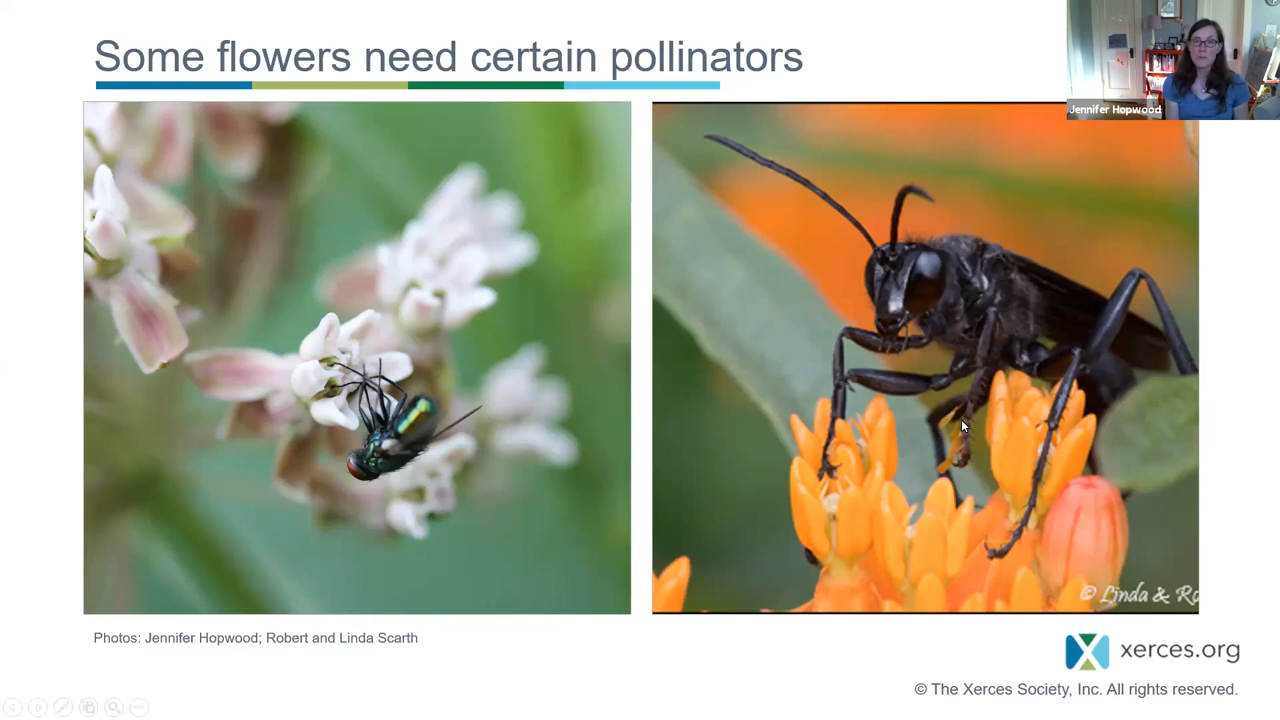 Some flowers need certain pollinators
Jennifer Hopwood
© Linda & Ro
Photos: Jennifer Hopwood; Robert and Linda Scarth
xerces.org
© The Xerces Society, Inc. All rights reserved.